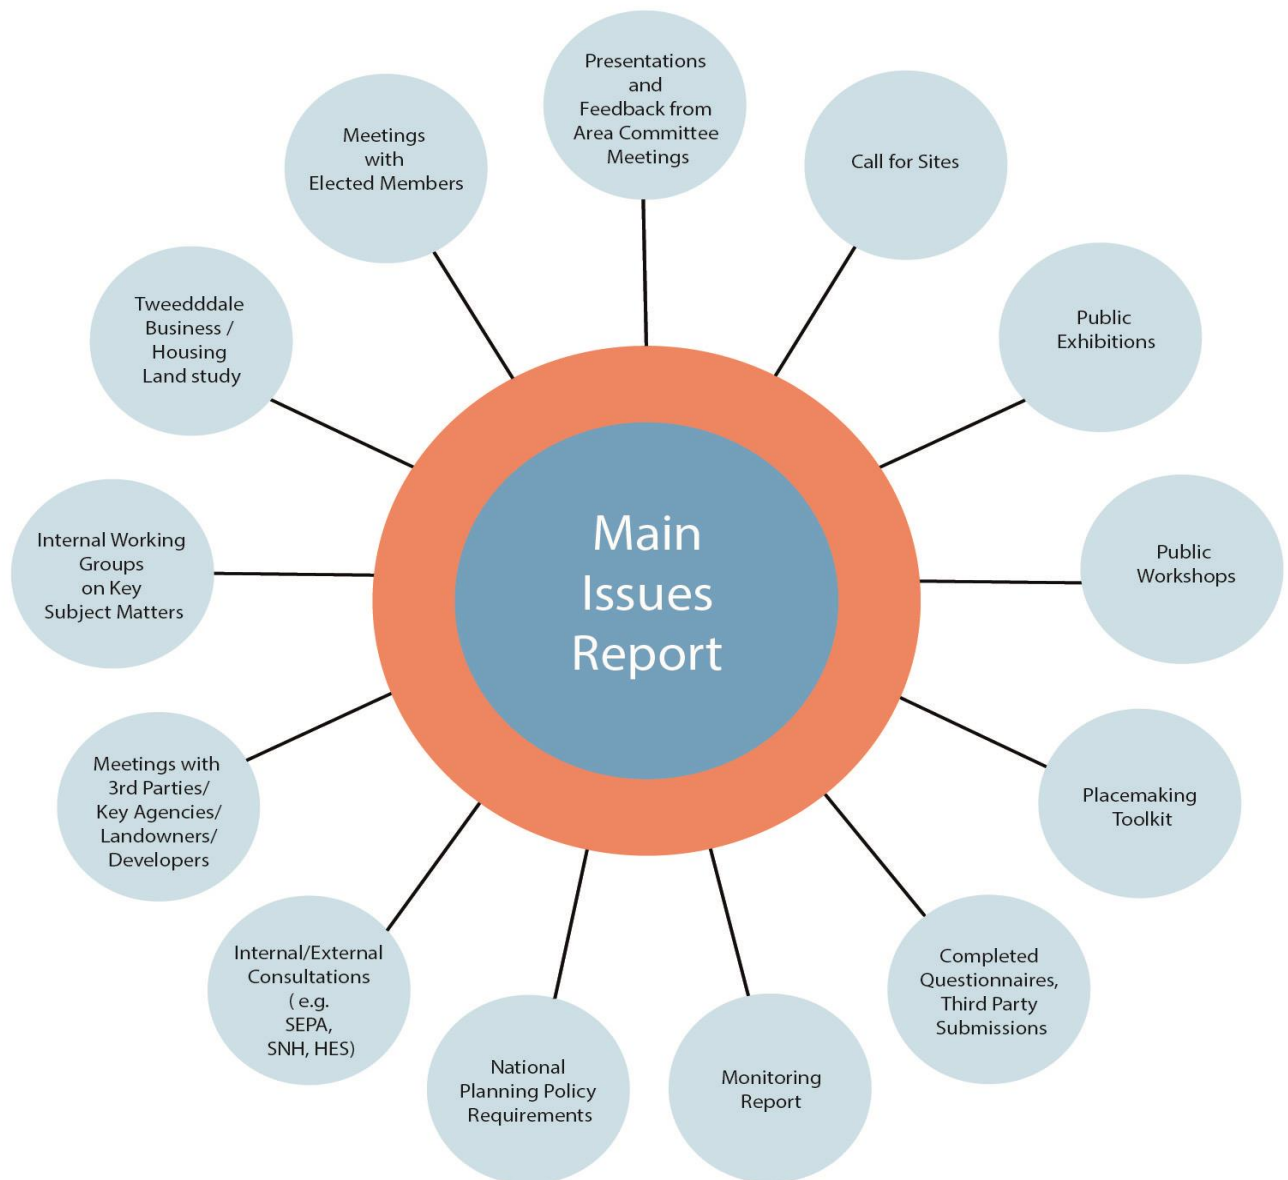 Presentations
and
Feedback from
Area Committee
Meetings
Call for Sites
Public
Exhibitions
Public
Workshops
Placemaking
Toolkit
Completed
Questionnaires,
Third Party
Submissions
Monitoring
Report
National
Planning Policy
Requirements
Internal/External
Consultations
( e.g.
SEPA,
SNH, HES)
Meetings with
3rd Parties/
Key Agencies/
Landowners/
Developers
Internal Working
Groups
on Key
Subject Matters
Tweedddale
Business /
Housing
Land study
Meetings
with
Elected Members
Main
Issues
Report